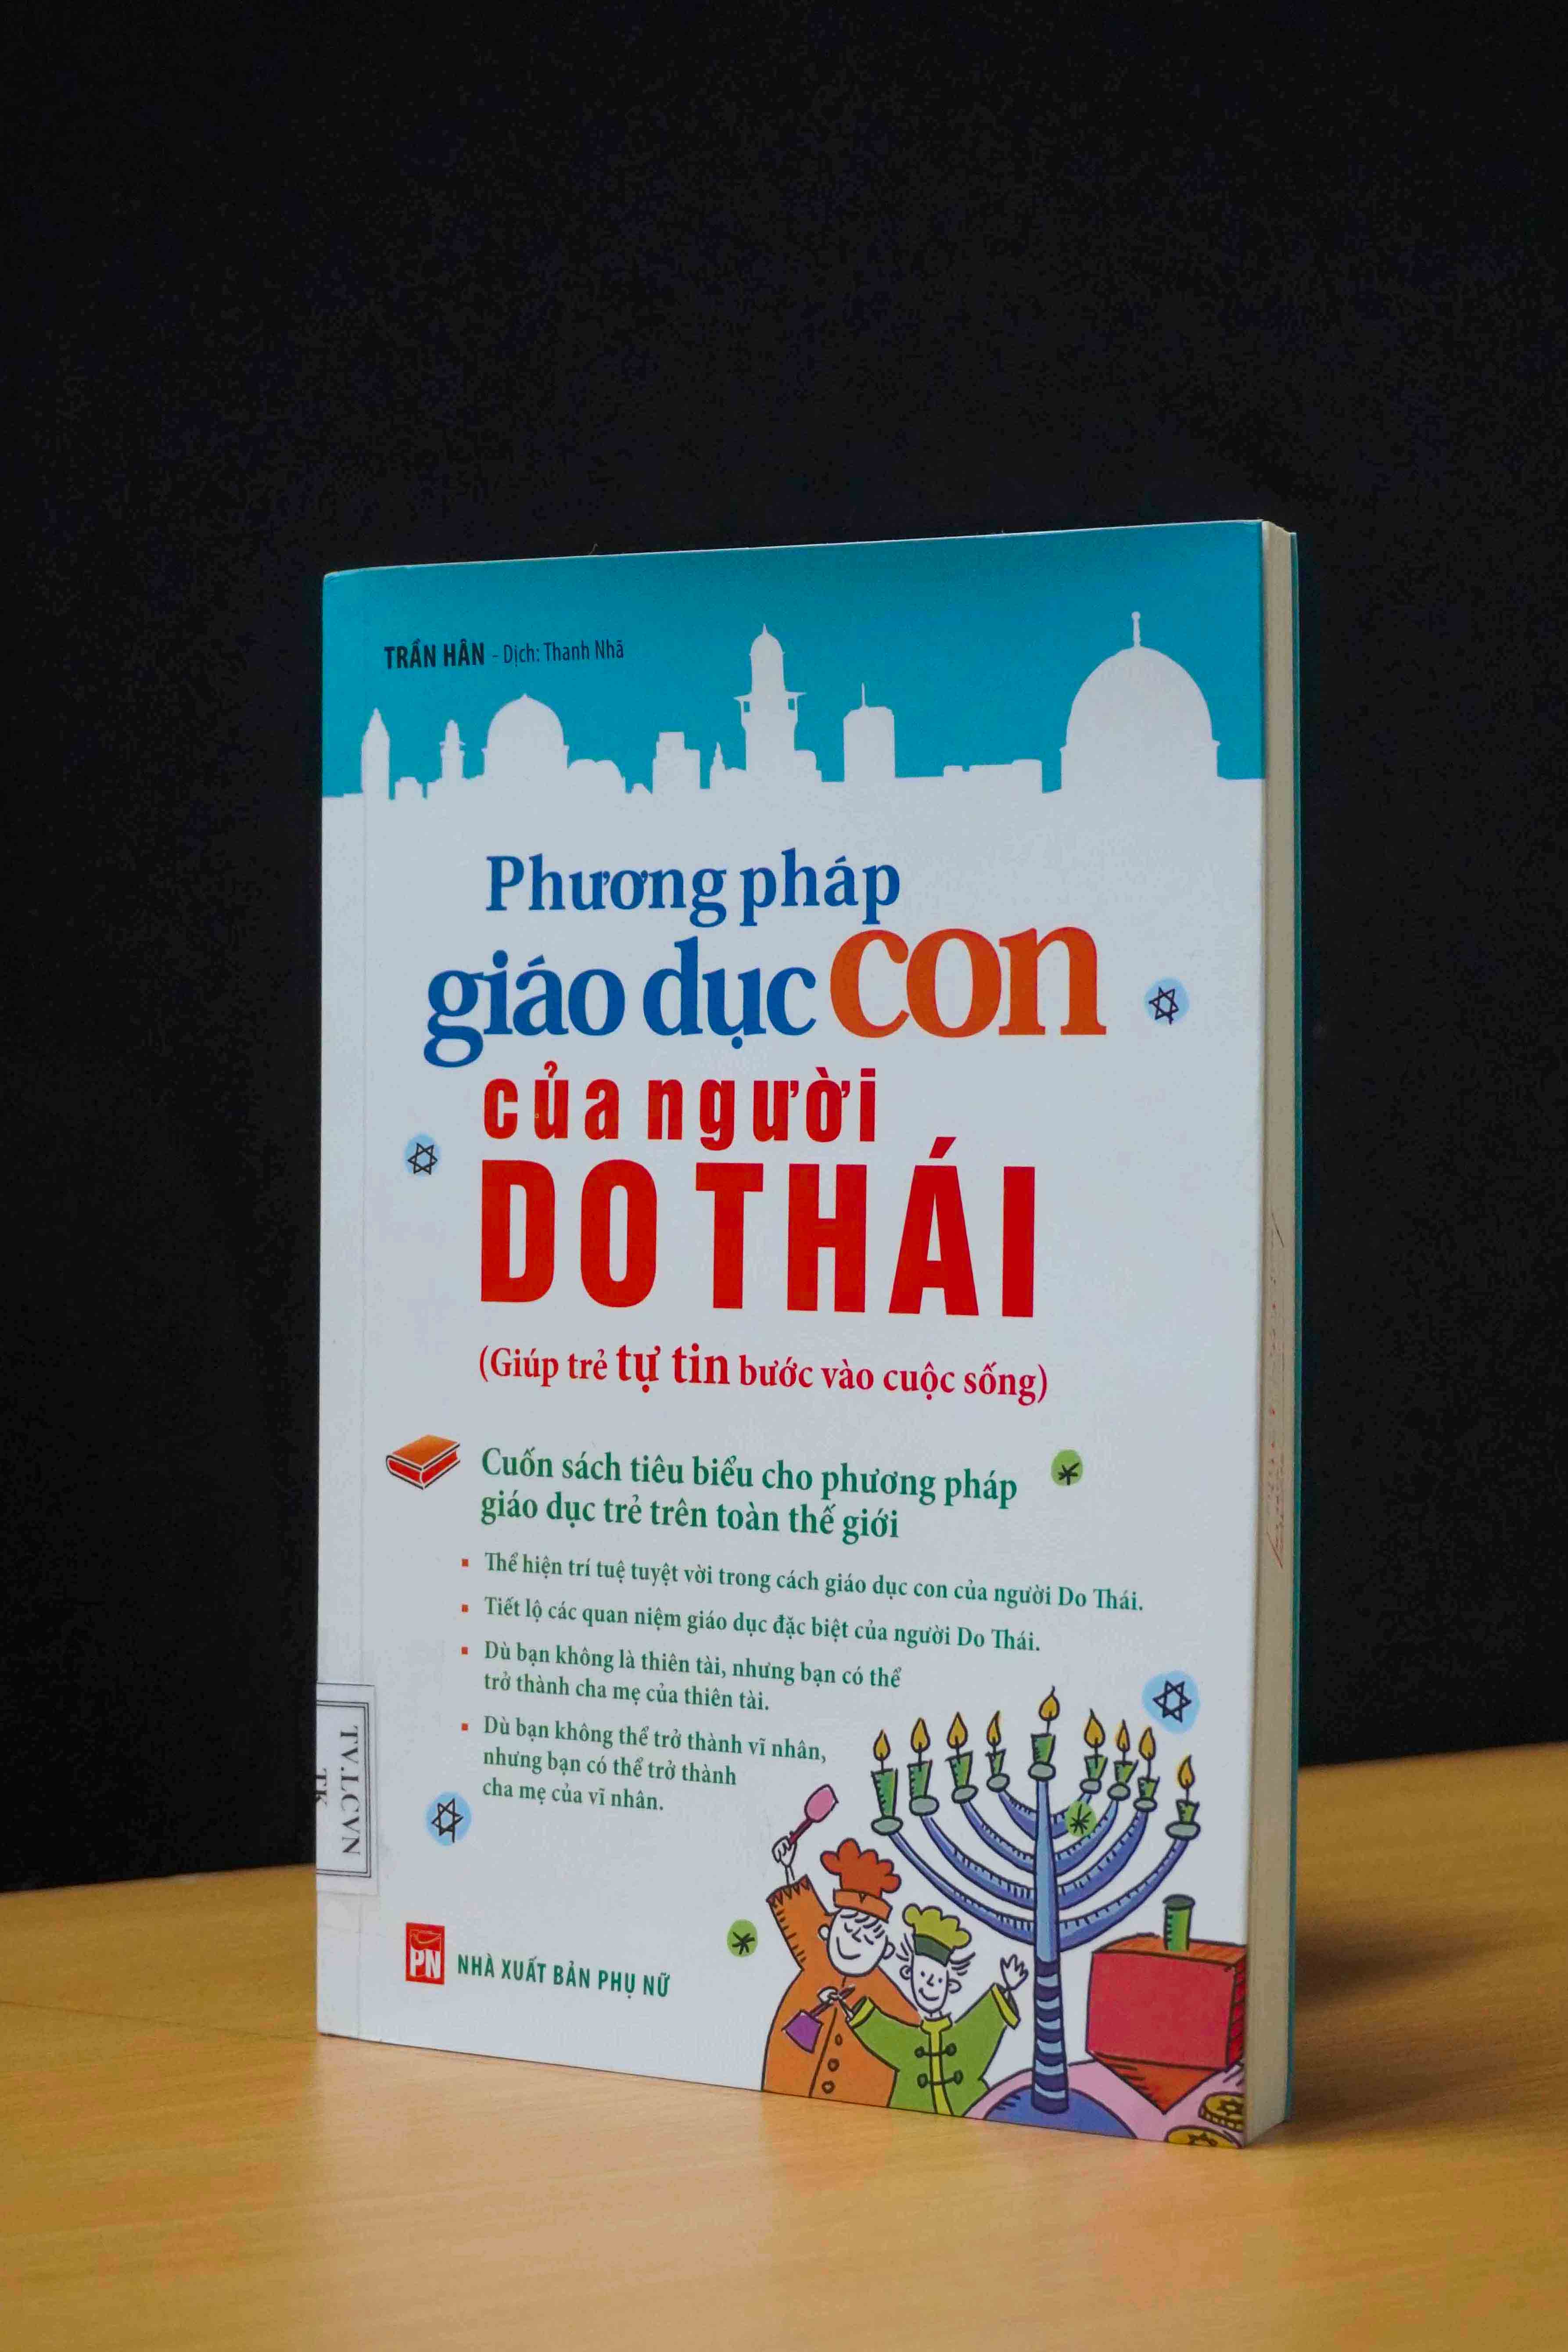 TRẦN HÂN - Dịch: Thanh Nhã
Phương pháp
giáo dục con
của người
DO THÁI
(Giúp trẻ tự tin bước vào cuộc sống)
Cuốn sách tiêu biểu cho phương pháp
giáo dục trẻ trên toàn thế giới
▪ Thể hiện trí tuệ tuyệt vời trong cách giáo dục con của người Do Thái.
▪ Tiết lộ các quan niệm giáo dục đặc biệt của người Do Thái.
▪ Dù bạn không là thiên tài, nhưng bạn có thể
trở thành cha mẹ của thiên tài.
▪ Dù bạn không thể trở thành vĩ nhân,
nhưng bạn có thể trở thành
cha mẹ của vĩ nhân.
TV.LCVN
TK
PN NHÀ XUẤT BẢN PHỤ NỮ